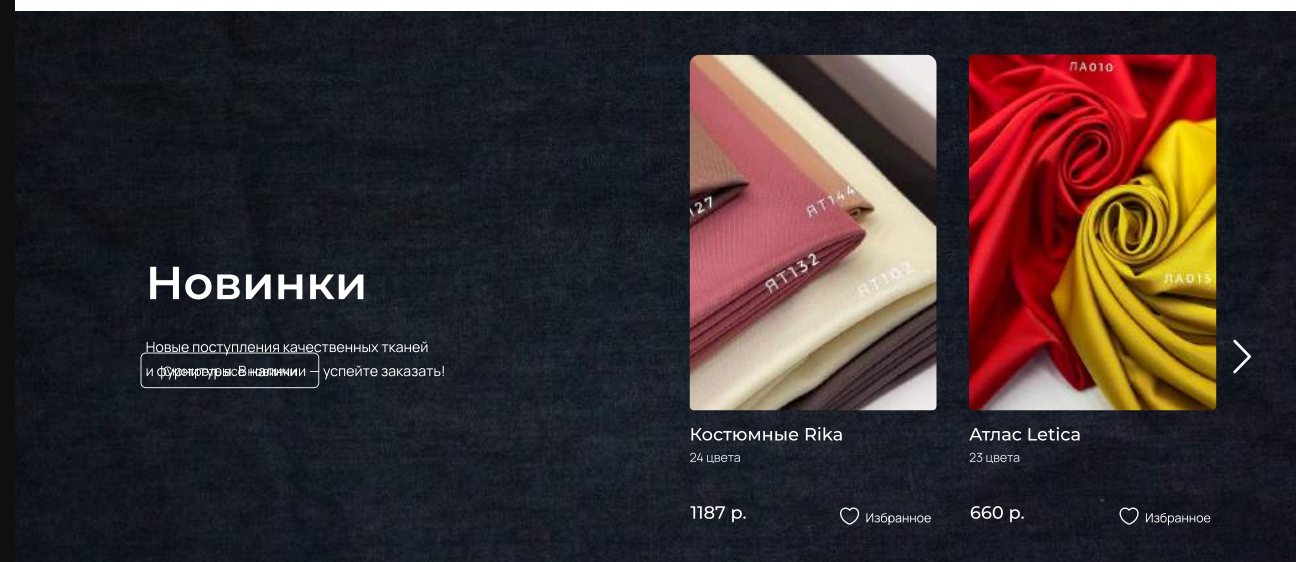 ЛА010
127
ЯТ144
ЯТ132
ЯТ102
ЛА015
Новинки
Новые поступления качественных тканей
и фурнитуры. В наличии — успейте заказать!
Костюмные Rika
24 цвета
1187 р.
Избранное
Атлас Letica
23 цвета
660 р.
Избранное